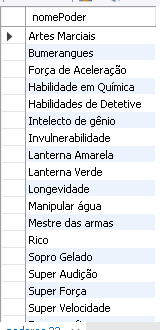 nomePoder
Artes Marciais
Bumerangues
Força de Aceleração
Habilidade em Química
Habilidades de Detetive
Intelecto de gênio
Invulnerabilidade
Lanterna Amarela
Lanterna Verde
Longevidade
Manipular água
Mestre das armas
Rico
Sopro Gelado
Super Audição
Super Força
Super Velocidade